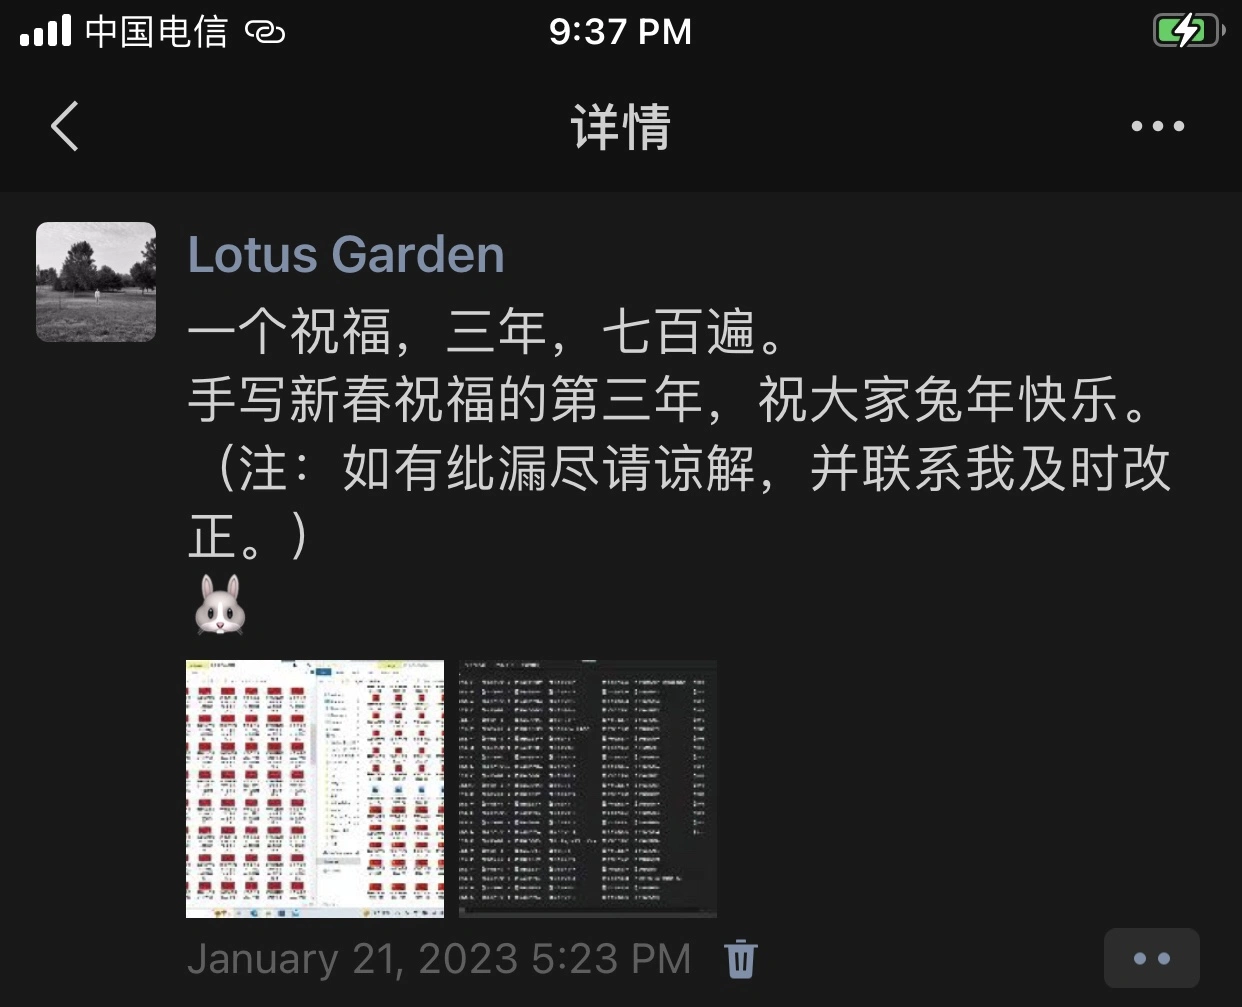 中国电信
9:37 PM
详情
Lotus Garden
一个祝福，三年，七百遍。
手写新春祝福的第三年，祝大家兔年快乐。
（注：如有纰漏尽请谅解，并联系我及时改
正。）
January 21, 2023 5:23 PM